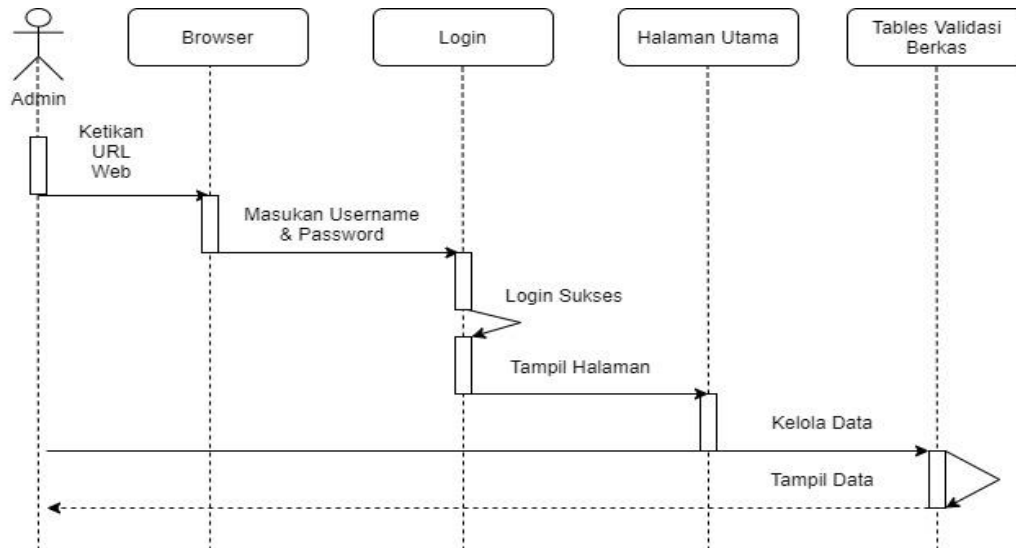 Browser
Login
Halaman Utama
Tables Validasi
Berkas
Admin
Ketikan
URL
Web
Masukan Username
& Password
Login Sukses
Tampil Halaman
Kelola Data
Tampil Data